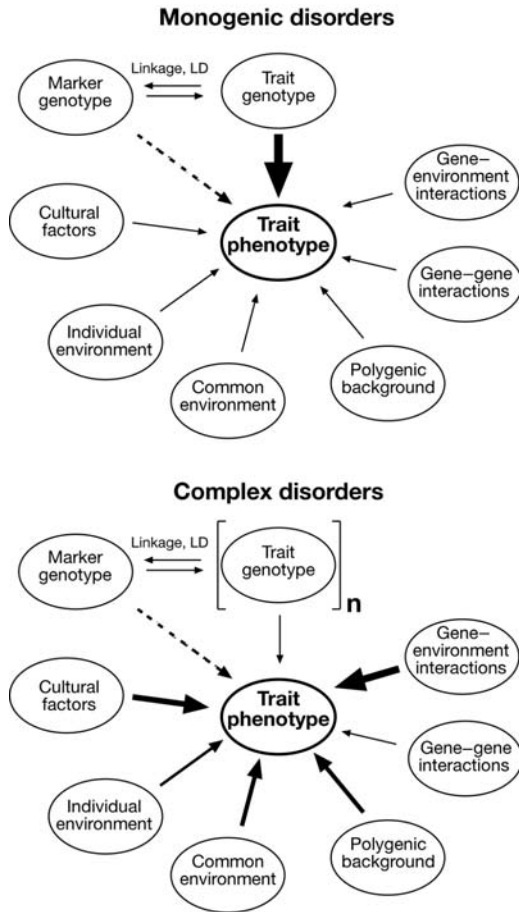 Monogenic disorders
Marker
genotype
Linkage, LD
Trait
genotype
Gene–
environment
interactions
Cultural
factors
Trait
phenotype
Gene–gene
interactions
Individual
environment
Common
environment
Polygenic
background
Complex disorders
Marker
genotype
Linkage, LD
Trait
genotype
n
Gene–
environment
interactions
Cultural
factors
Trait
phenotype
Gene–gene
interactions
Individual
environment
Common
environment
Polygenic
background